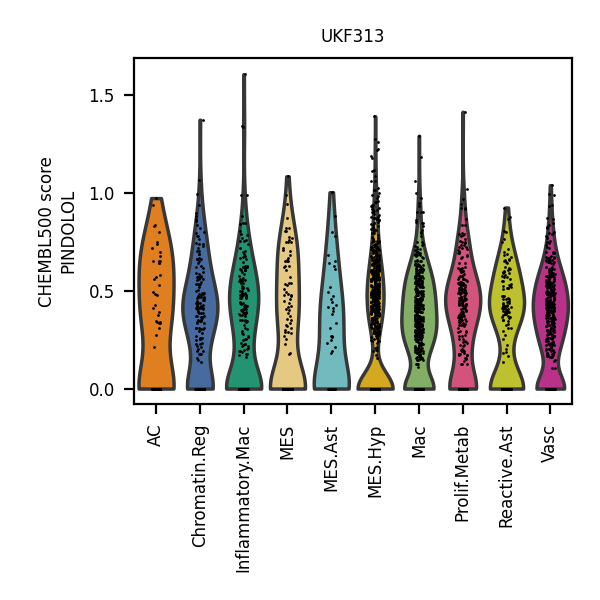 UKF313
CHEMBL500 score
PINDOLOL
1.5
1.0
0.5
0.0
AC
Chromatin.Reg
Inflammatory.Mac
MES
MES.Ast
MES.Hyp
Mac
Prolif.Metab
Reactive.Ast
Vasc